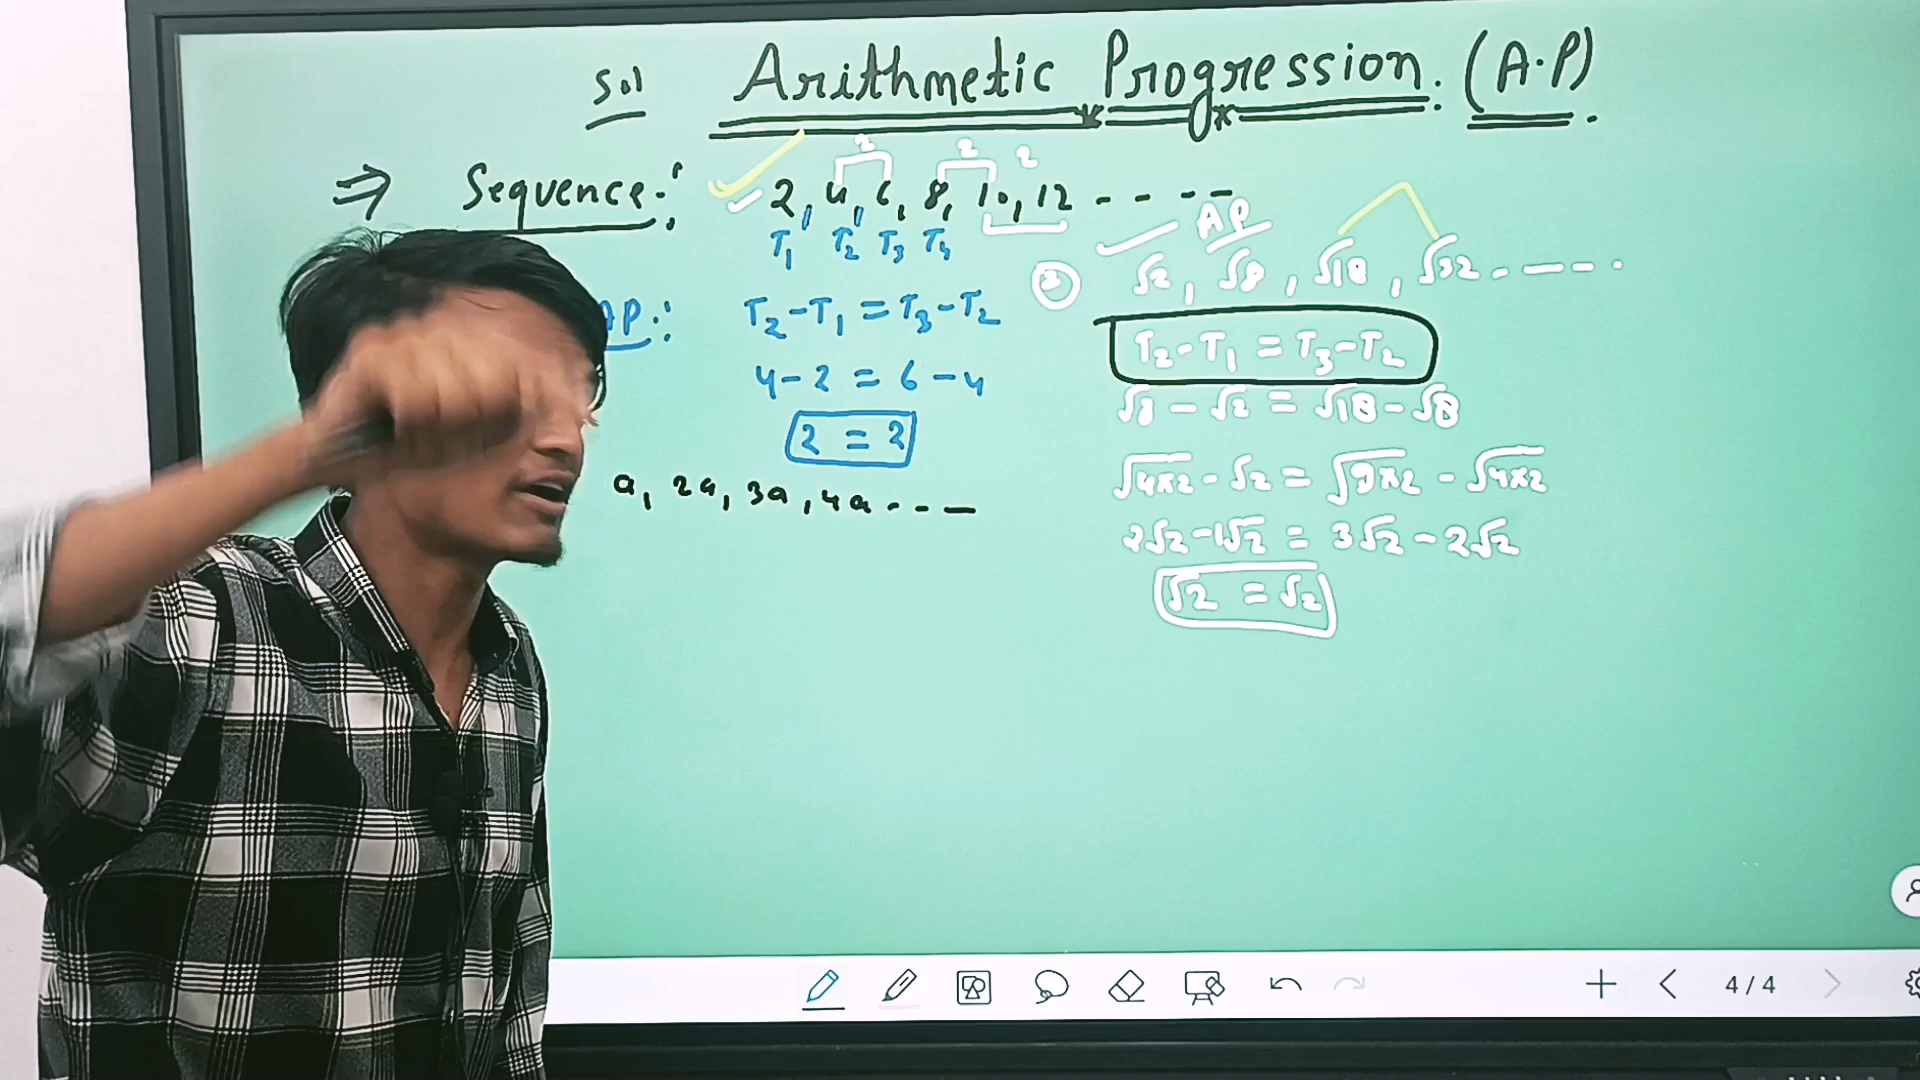 Sol Arithmetic Progression. (A.P)
⇒ Sequence:
2 2 2
2, 4, 6, 8, 10, 12 - - - -
T1 T2 T3 T4
AP:
T2-T1 = T3-T2
4-2 = 6-4
2 = 2
a, 2a, 3a, 4a - - -
AP
√2, √8, √18, √32 - - - .
T2-T1 = T3-T2
√8 - √2 = √18 - √8
√4×2 - √2 = √9×2 - √4×2
2√2 - 1√2 = 3√2 - 2√2
√2 = √2
4 / 4